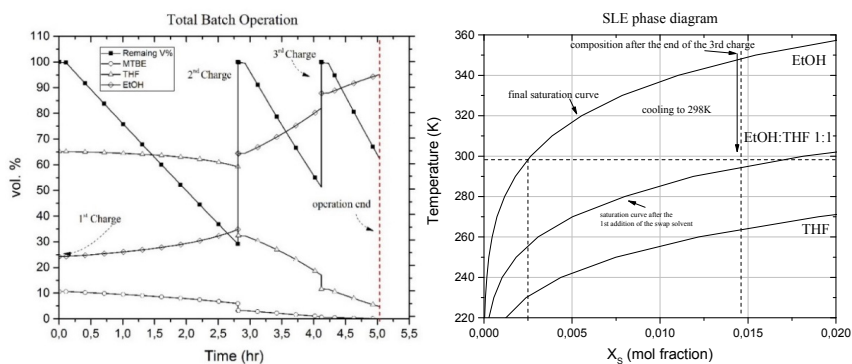 Total Batch Operation
110
100
90
80
70
60
50
40
30
20
10
0
vol. %
Remaing V%
MTBE
THF
EtOH
1st Charge
2nd Charge
3rd Charge
operation end
0,0 0,5 1,0 1,5 2,0 2,5 3,0 3,5 4,0 4,5 5,0 5,5
Time (hr)
SLE phase diagram
360
340
320
300
280
260
240
220
Temperature (K)
composition after the end of the 3rd charge
EtOH
final saturation curve
cooling to 298K
EtOH:THF 1:1
saturation curve after the
1st addition of the swap solvent
THF
0,000 0,005 0,010 0,015 0,020
XS (mol fraction)